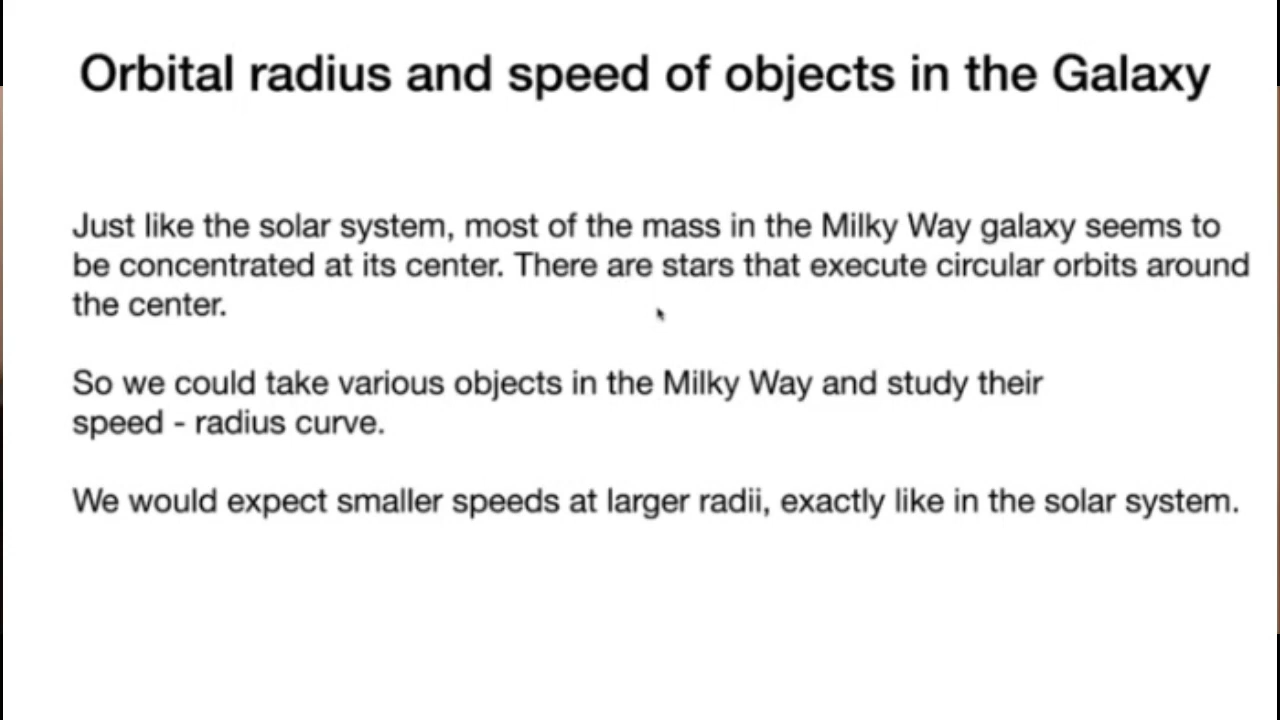 Orbital radius and speed of objects in the Galaxy
Just like the solar system, most of the mass in the Milky Way galaxy seems to
be concentrated at its center. There are stars that execute circular orbits around
the center.
So we could take various objects in the Milky Way and study their
speed - radius curve.
We would expect smaller speeds at larger radii, exactly like in the solar system.